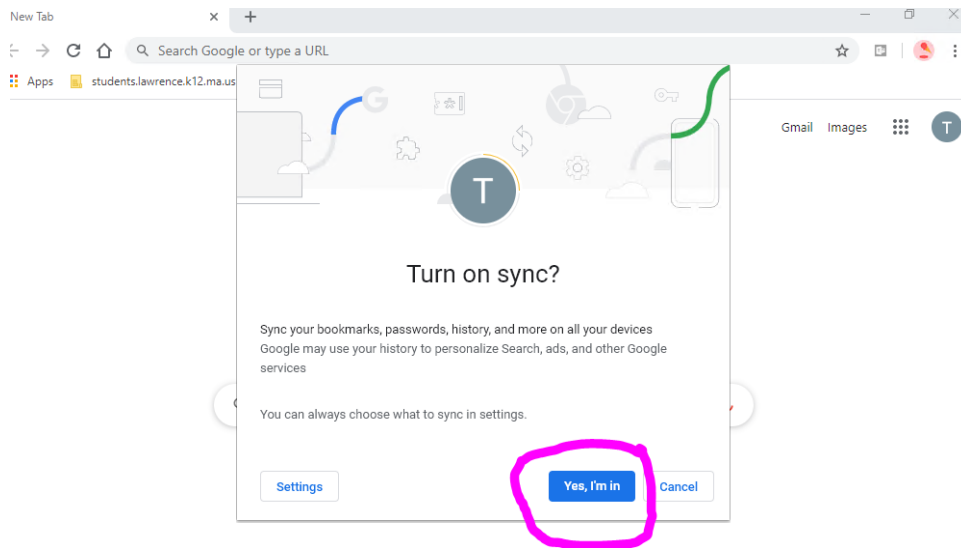 New Tab
Search Google or type a URL
Apps students.lawrence.k12.ma.us
Gmail Images T
G
T
Turn on sync?
Sync your bookmarks, passwords, history, and more on all your devices
Google may use your history to personalize Search, ads, and other Google
services
You can always choose what to sync in settings.
Settings Yes, I'm in Cancel